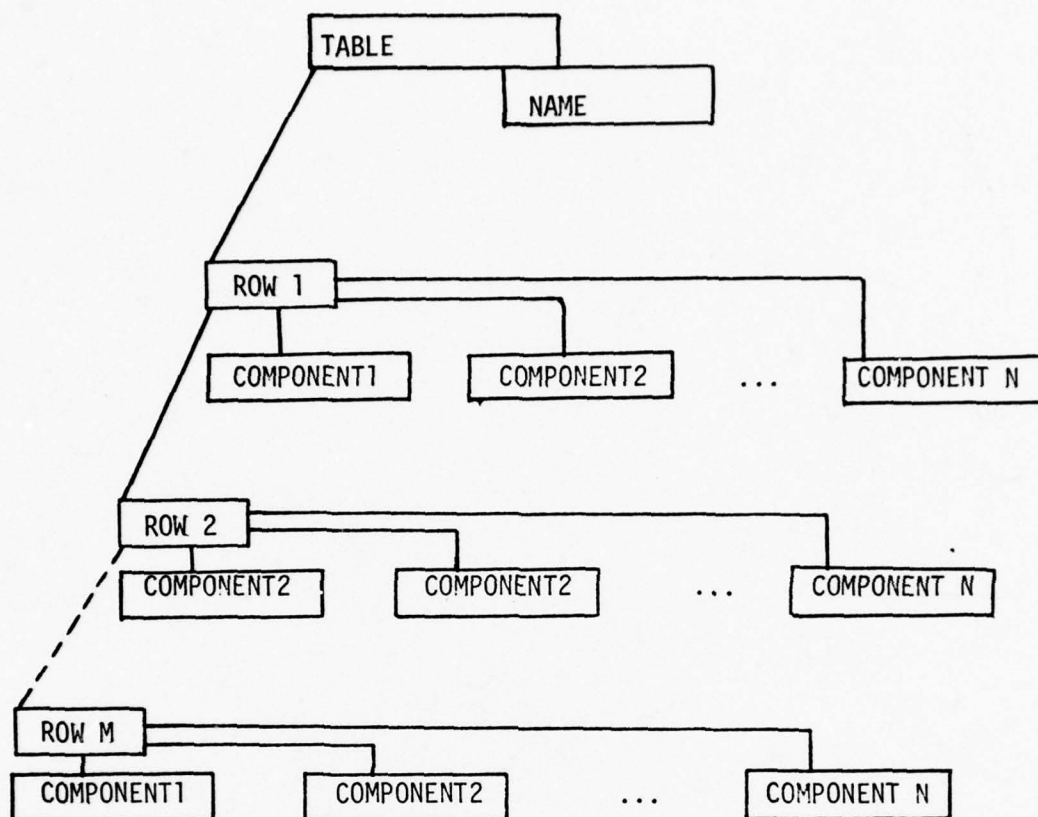 TABLE
NAME
ROW 1
COMPONENT1 COMPONENT2 ... COMPONENT N
ROW 2
COMPONENT2 COMPONENT2 ... COMPONENT N
ROW M
COMPONENT1 COMPONENT2 ... COMPONENT N